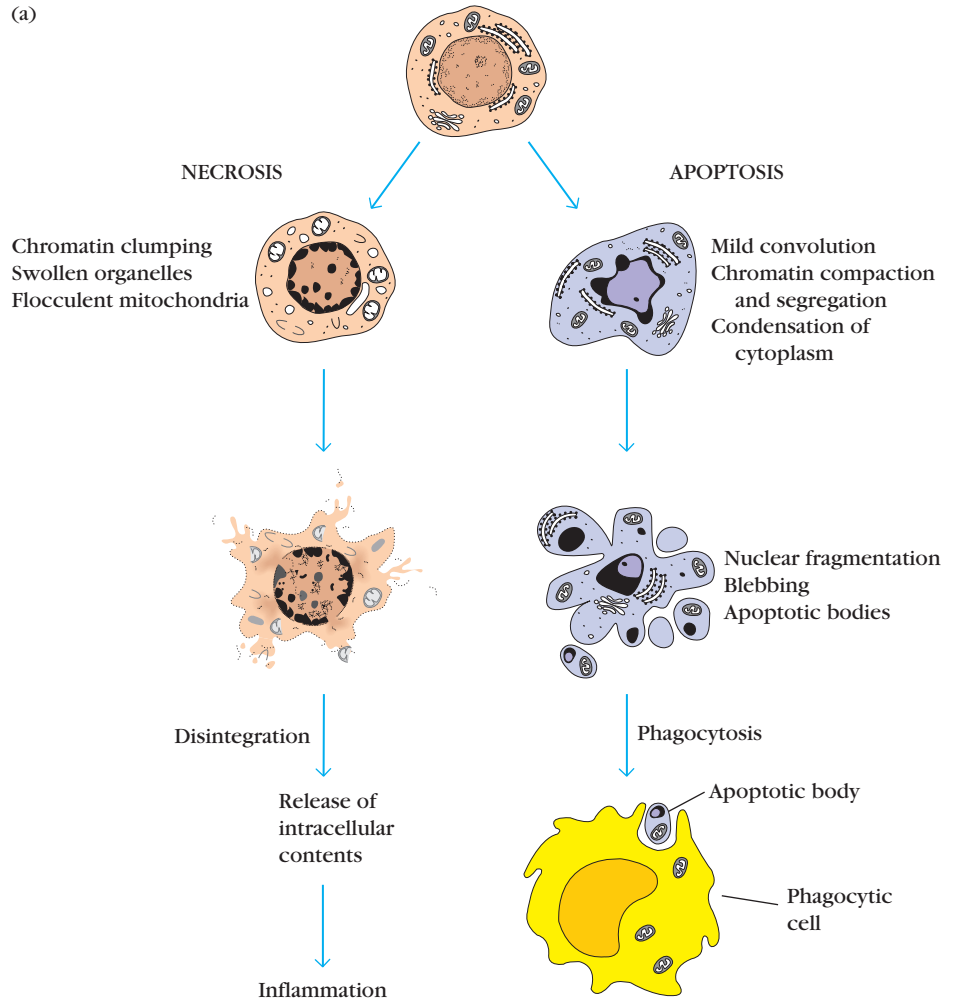 (a)
NECROSIS
APOPTOSIS
Chromatin clumping
Swollen organelles
Flocculent mitochondria
Mild convolution
Chromatin compaction
and segregation
Condensation of
cytoplasm
Nuclear fragmentation
Blebbing
Apoptotic bodies
Disintegration
Phagocytosis
Release of
intracellular
contents
Apoptotic body
Phagocytic
cell
Inflammation